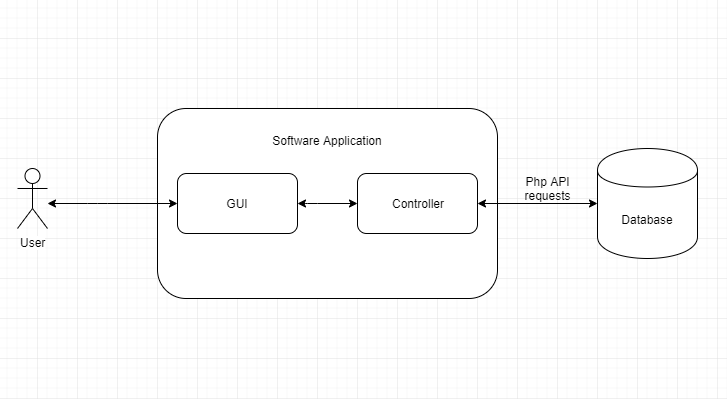 Software Application
User
GUI
Controller
Php API
requests
Database